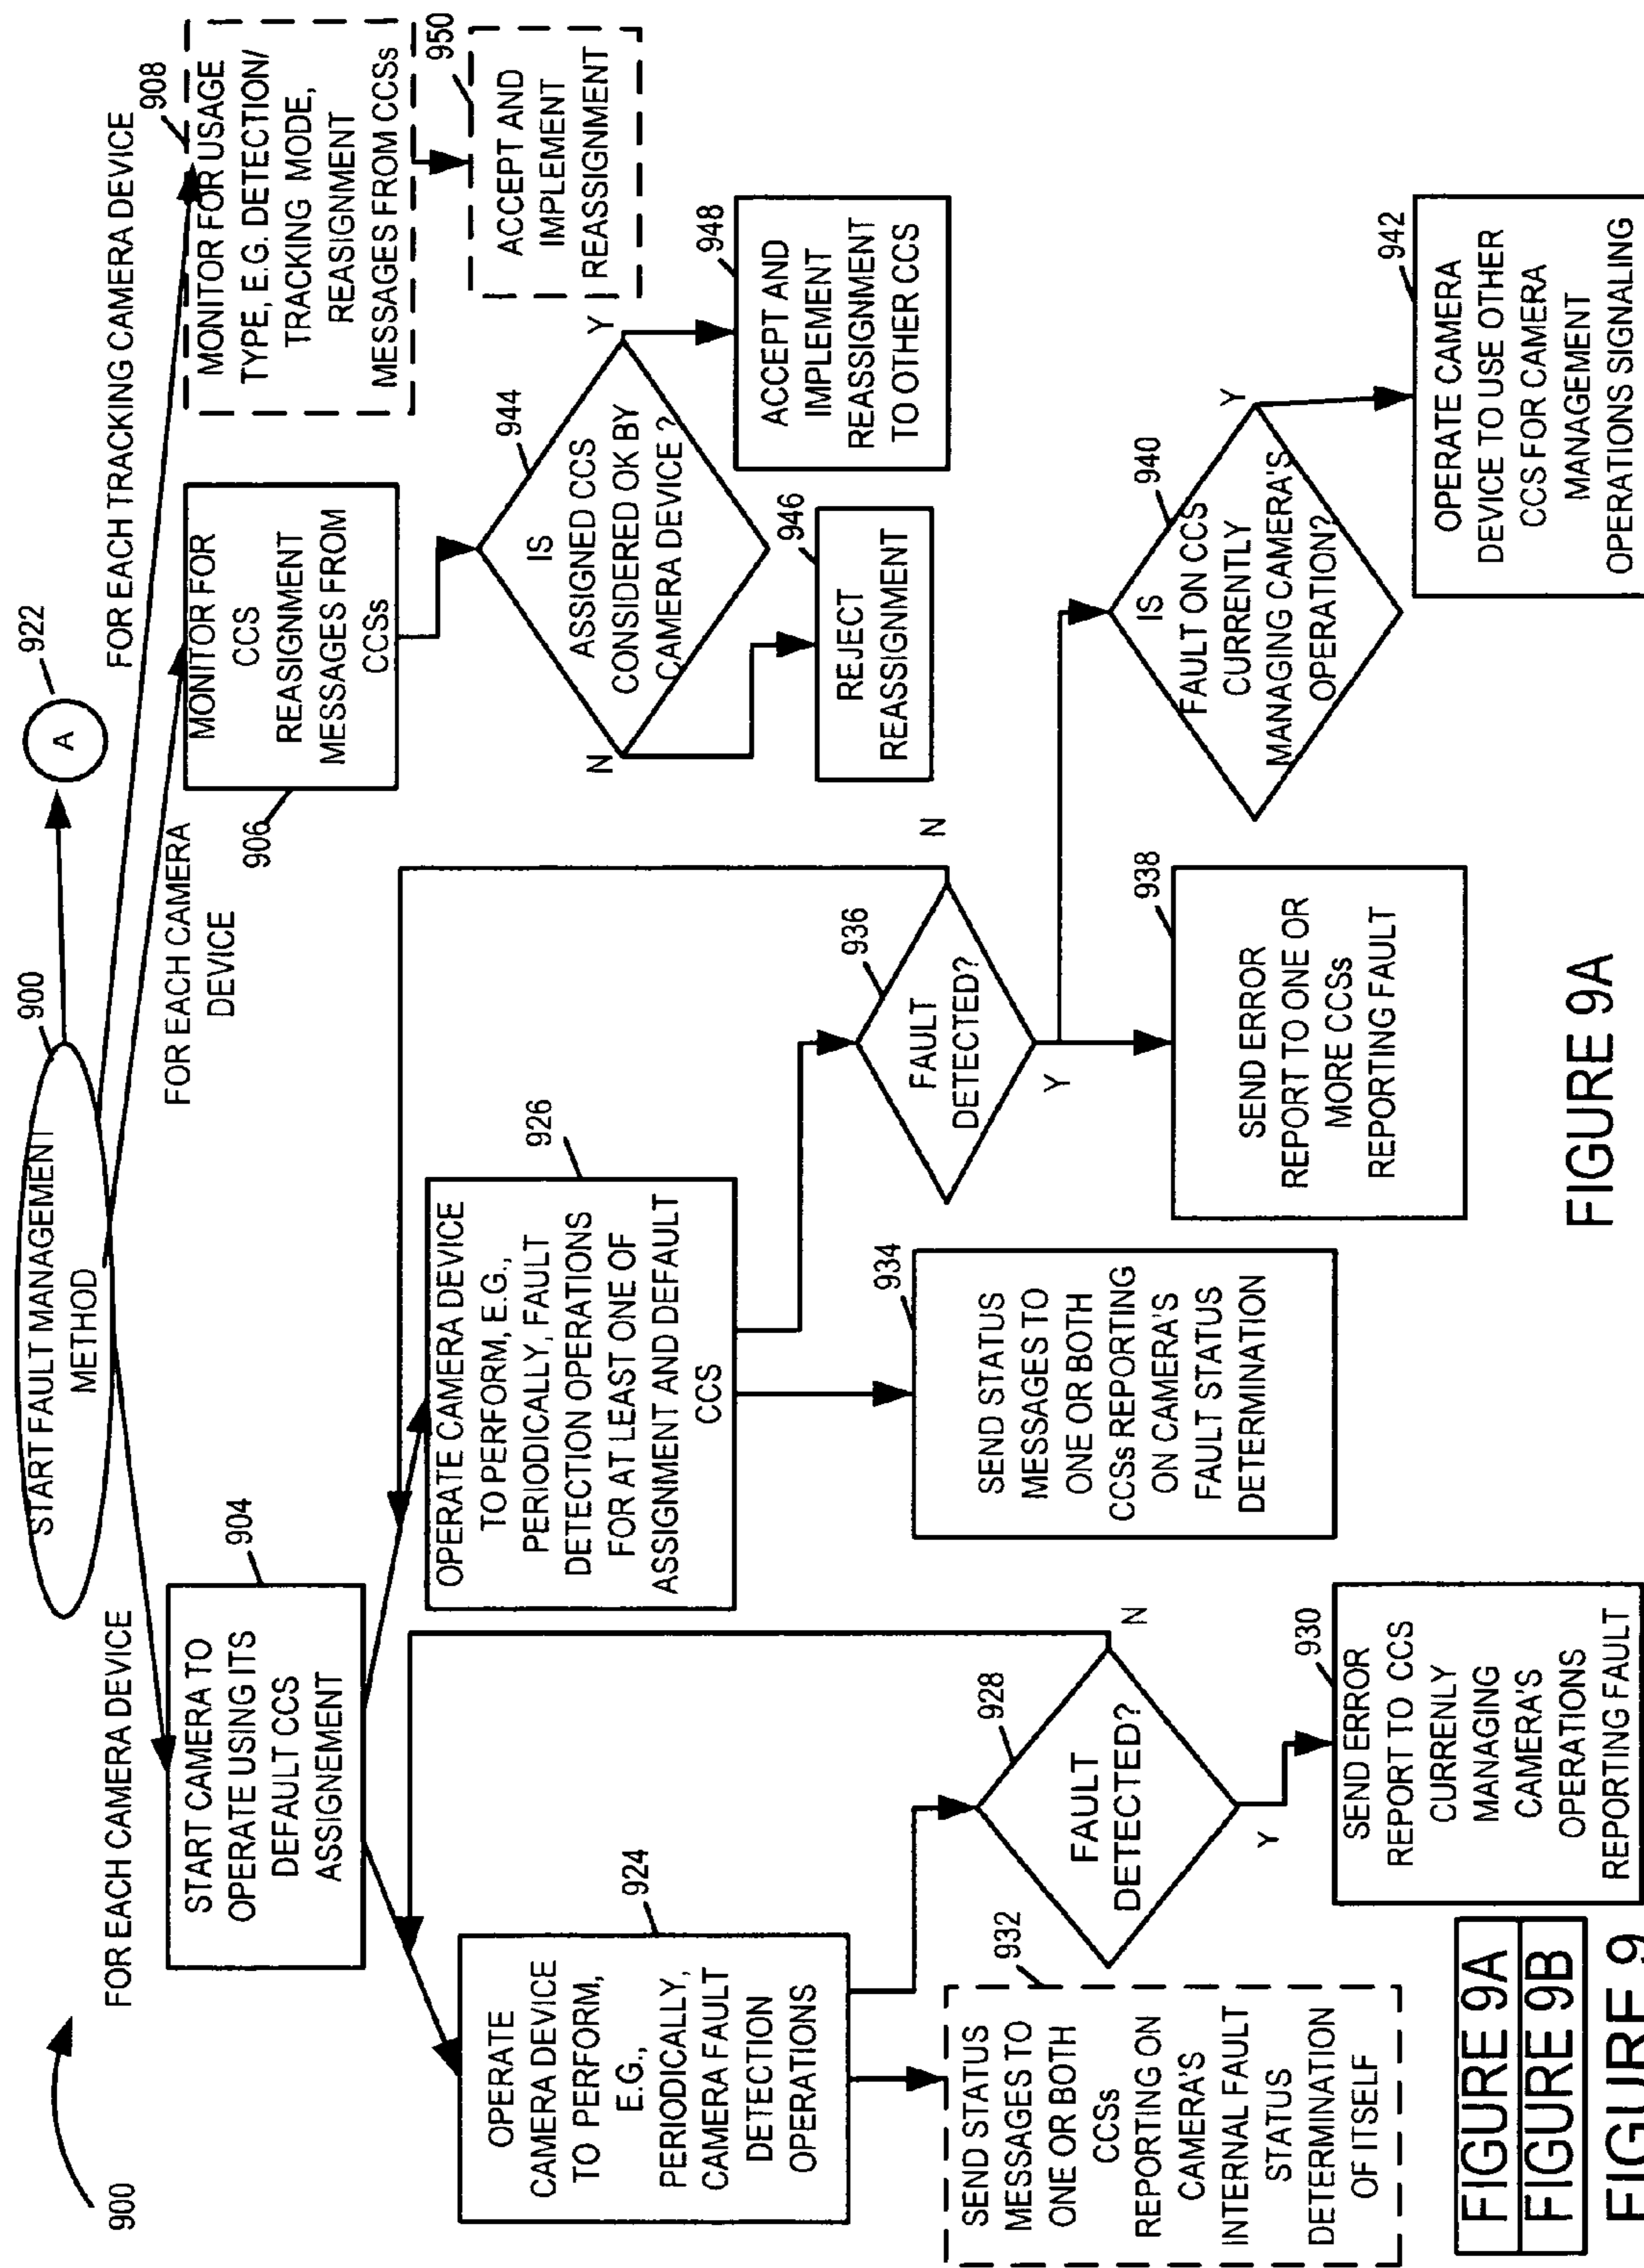 900
START FAULT MANAGEMENT
METHOD
900
A
922
FOR EACH CAMERA DEVICE
FOR EACH CAMERA
DEVICE
FOR EACH TRACKING CAMERA DEVICE
START CAMERA TO
OPERATE USING ITS
DEFAULT CCS
ASSIGNEMENT
904
MONITOR FOR
CCS
REASIGNMENT
MESSAGES FROM
CCSs
906
MONITOR FOR USAGE
TYPE, E.G. DETECTION/
TRACKING MODE,
REASIGNMENT
MESSAGES FROM CCSs
908
ACCEPT AND
IMPLEMENT
REASSIGNMENT
950
OPERATE
CAMERA DEVICE
TO PERFORM,
E.G.,
PERIODICALLY,
CAMERA FAULT
DETECTION
OPERATIONS
924
OPERATE CAMERA DEVICE
TO PERFORM, E.G.,
PERIODICALLY, FAULT
DETECTION OPERATIONS
FOR AT LEAST ONE OF
ASSIGNMENT AND DEFAULT
CCS
926
IS
ASSIGNED CCS
CONSIDERED OK BY
CAMERA DEVICE ?
944
N
Y
REJECT
REASSIGNMENT
946
ACCEPT AND
IMPLEMENT
REASSIGNMENT
TO OTHER CCS
948
SEND STATUS
MESSAGES TO
ONE OR BOTH
CCSs
REPORTING ON
CAMERA'S
INTERNAL FAULT
STATUS
DETERMINATION
OF ITSELF
932
FAULT
DETECTED?
928
N
Y
SEND STATUS
MESSAGES TO
ONE OR BOTH
CCSs REPORTING
ON CAMERA'S
FAULT STATUS
DETERMINATION
934
FAULT
DETECTED?
936
N
Y
SEND ERROR
REPORT TO CCS
CURRENLY
MANAGING
CAMERA'S
OPERATIONS
REPORTING FAULT
930
SEND ERROR
REPORT TO ONE OR
MORE CCSs
REPORTING FAULT
938
IS
FAULT ON CCS
CURRENTLY
MANAGING CAMERA'S
OPERATION?
940
Y
OPERATE CAMERA
DEVICE TO USE OTHER
CCS FOR CAMERA
MANAGEMENT
OPERATIONS SIGNALING
942
FIGURE 9A
FIGURE 9B
FIGURE 9
FIGURE 9A